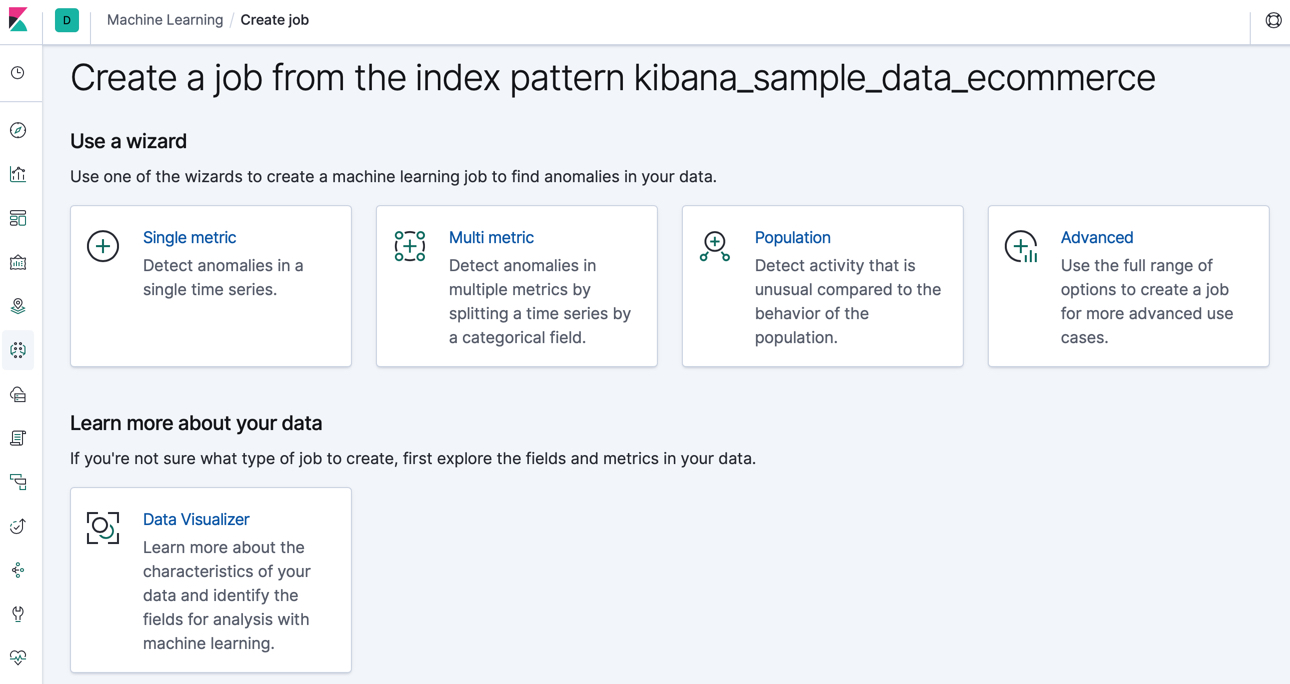 D Machine Learning / Create job
Create a job from the index pattern kibana_sample_data_ecommerce
Use a wizard
Use one of the wizards to create a machine learning job to find anomalies in your data.
Single metric
Detect anomalies in a
single time series.
Multi metric
Detect anomalies in
multiple metrics by
splitting a time series by
a categorical field.
Population
Detect activity that is
unusual compared to the
behavior of the
population.
Advanced
Use the full range of
options to create a job
for more advanced use
cases.
Learn more about your data
If you're not sure what type of job to create, first explore the fields and metrics in your data.
Data Visualizer
Learn more about the
characteristics of your
data and identify the
fields for analysis with
machine learning.